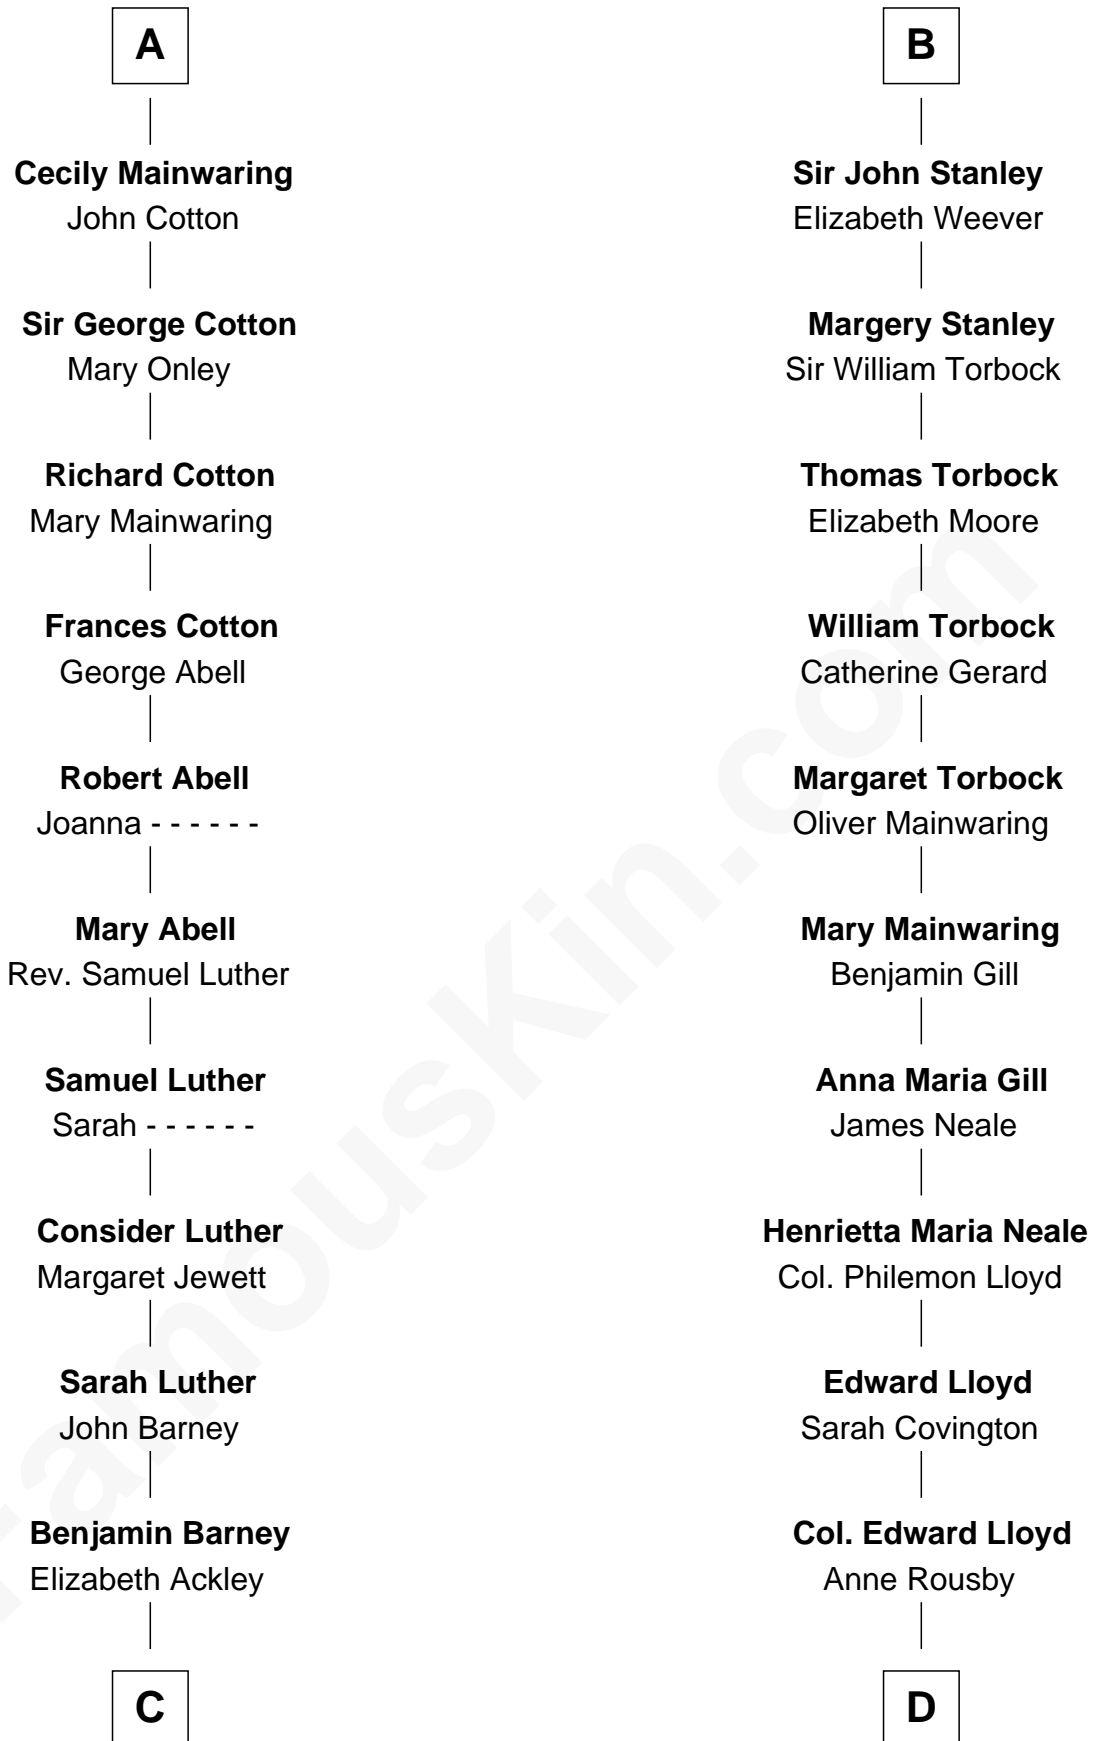 A
Cecily Mainwaring
John Cotton
Sir George Cotton
Mary Onley
Richard Cotton
Mary Mainwaring
Frances Cotton
George Abell
Robert Abell
Joanna - - - - - -
Mary Abell
Rev. Samuel Luther
Samuel Luther
Sarah - - - - - -
Consider Luther
Margaret Jewett
Sarah Luther
John Barney
Benjamin Barney
Elizabeth Ackley
C
B
Sir John Stanley
Elizabeth Weever
Margery Stanley
Sir William Torbock
Thomas Torbock
Elizabeth Moore
William Torbock
Catherine Gerard
Margaret Torbock
Oliver Mainwaring
Mary Mainwaring
Benjamin Gill
Anna Maria Gill
James Neale
Henrietta Maria Neale
Col. Philemon Lloyd
Edward Lloyd
Sarah Covington
Col. Edward Lloyd
Anne Rousby
D
FamousKin.com